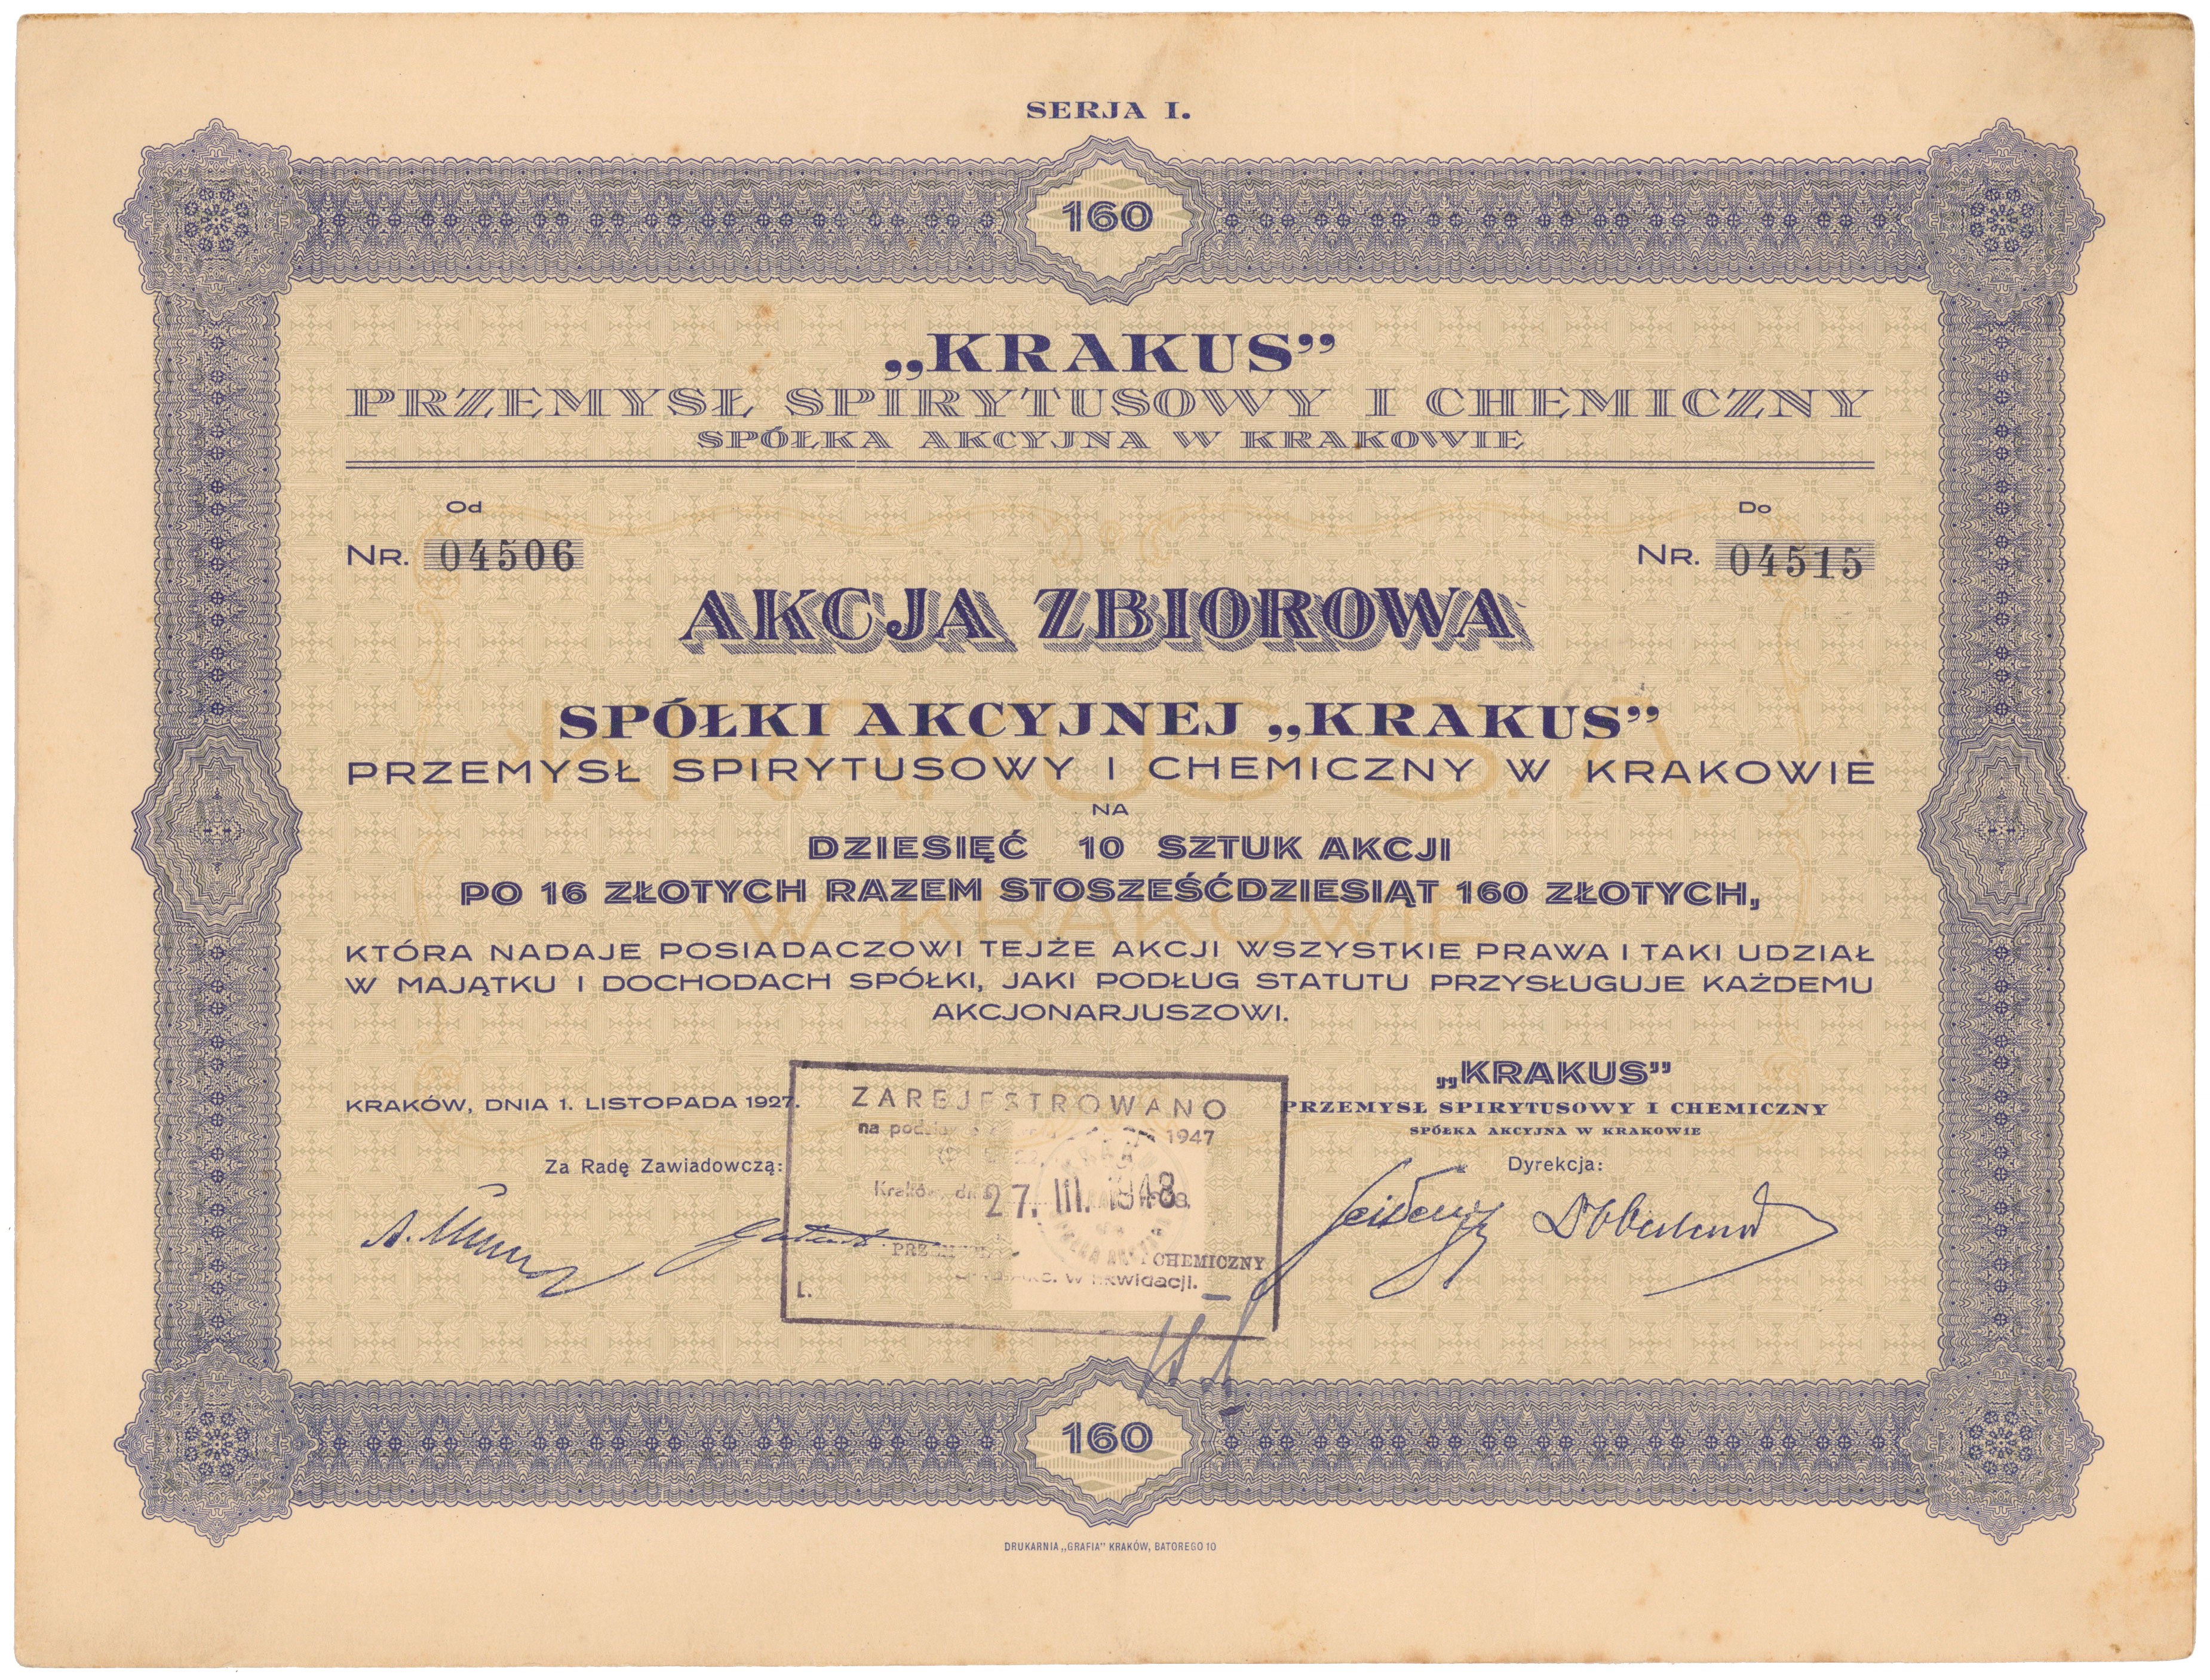 SERJA I.
160
„KRAKUS”
PRZEMYSŁ SPIRYTUSOWY I CHEMICZNY
SPÓŁKA AKCYJNA W KRAKOWIE
Od
Do
NR. 04506
NR. 04515
AKCJA ZBIOROWA
SPÓŁKI AKCYJNEJ „KRAKUS”
PRZEMYSŁ SPIRYTUSOWY I CHEMICZNY W KRAKOWIE
NA
DZIESIĘĆ 10 SZTUK AKCJI
PO 16 ZŁOTYCH RAZEM STOSZEŚĆDZIESIĄT 160 ZŁOTYCH,
KTÓRA NADAJE POSIADACZOWI TEJŻE AKCJI WSZYSTKIE PRAWA I TAKI UDZIAŁ
W MAJĄTKU I DOCHODACH SPÓŁKI, JAKI PODŁUG STATUTU PRZYSŁUGUJE KAŻDEMU
AKCJONARJUSZOWI.
KRAKÓW, DNIA 1. LISTOPADA 1927.
Za Radę Zawiadowczą:
ZAREJESTROWANO
na 1947
Kraków, dnia 27. III. 1948
CHEMICZNY
w likwidacji.
L.
„KRAKUS”
PRZEMYSŁ SPIRYTUSOWY I CHEMICZNY
SPÓŁKA AKCYJNA W KRAKOWIE
Dyrekcja:
160
DRUKARNIA „GRAFIA” KRAKÓW, BATOREGO 10